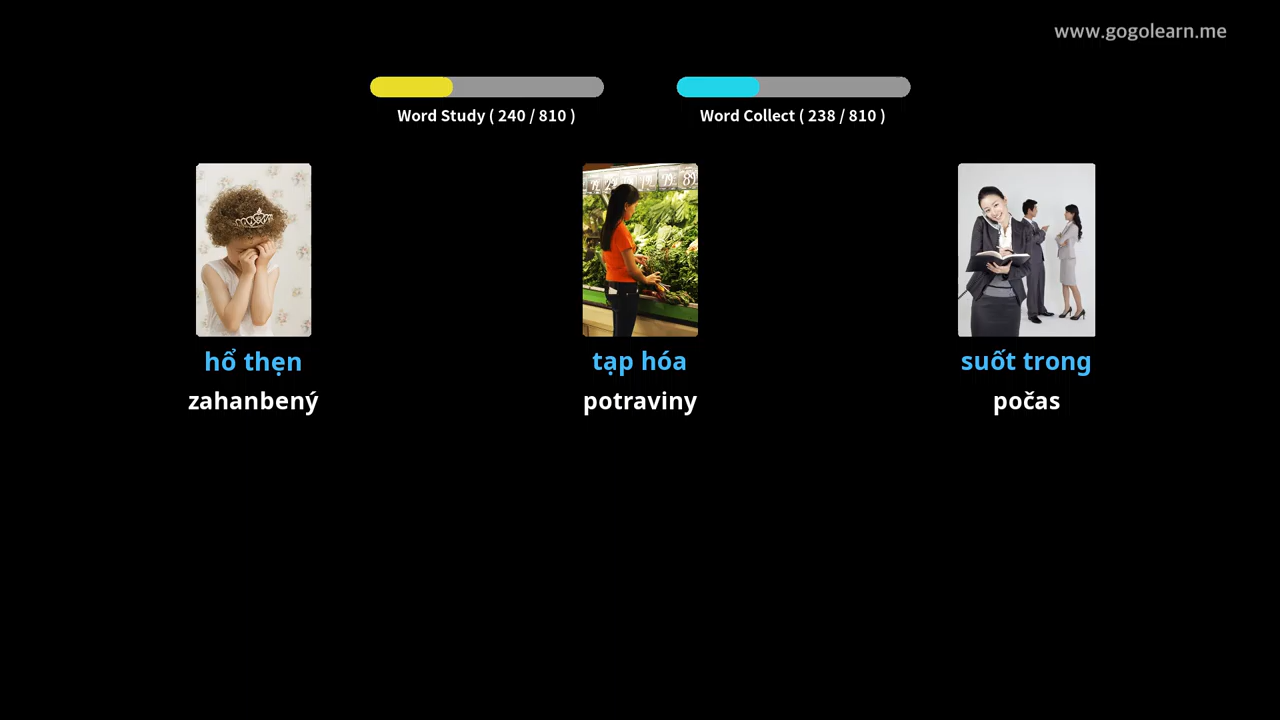 www.gogolearn.me
Word Study ( 240 / 810 )
Word Collect ( 238 / 810 )
hổ thẹn
tạp hóa
suốt trong
zahanbený
potraviny
počas